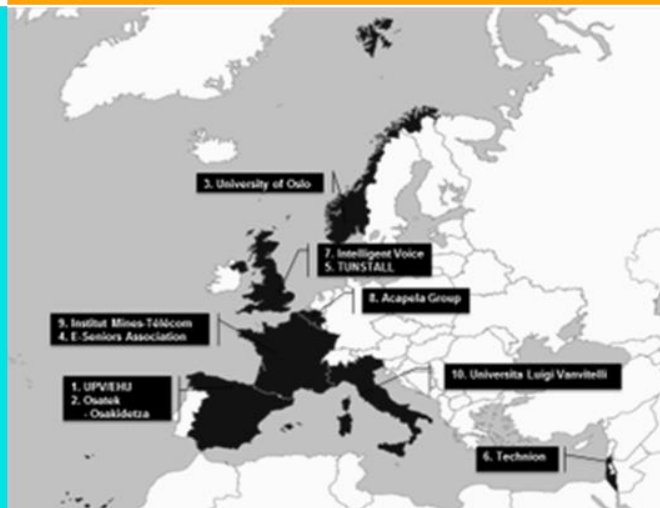 3. University of Oslo
7. Intelligent Voice
5. TUNSTALL
8. Acapela Group
9. Institut Mines-Télécom
4. E-Seniors Association
1. UPV/EHU
2. Osatek
- Osakidetza
10. Universita Luigi Vanvitelli
6. Technion